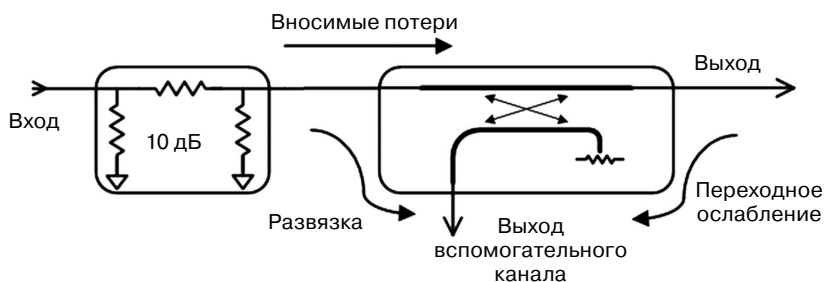 Вносимые потери
Выход
Вход
10 дБ
Развязка
Выход
вспомогательного
канала
Переходное
ослабление